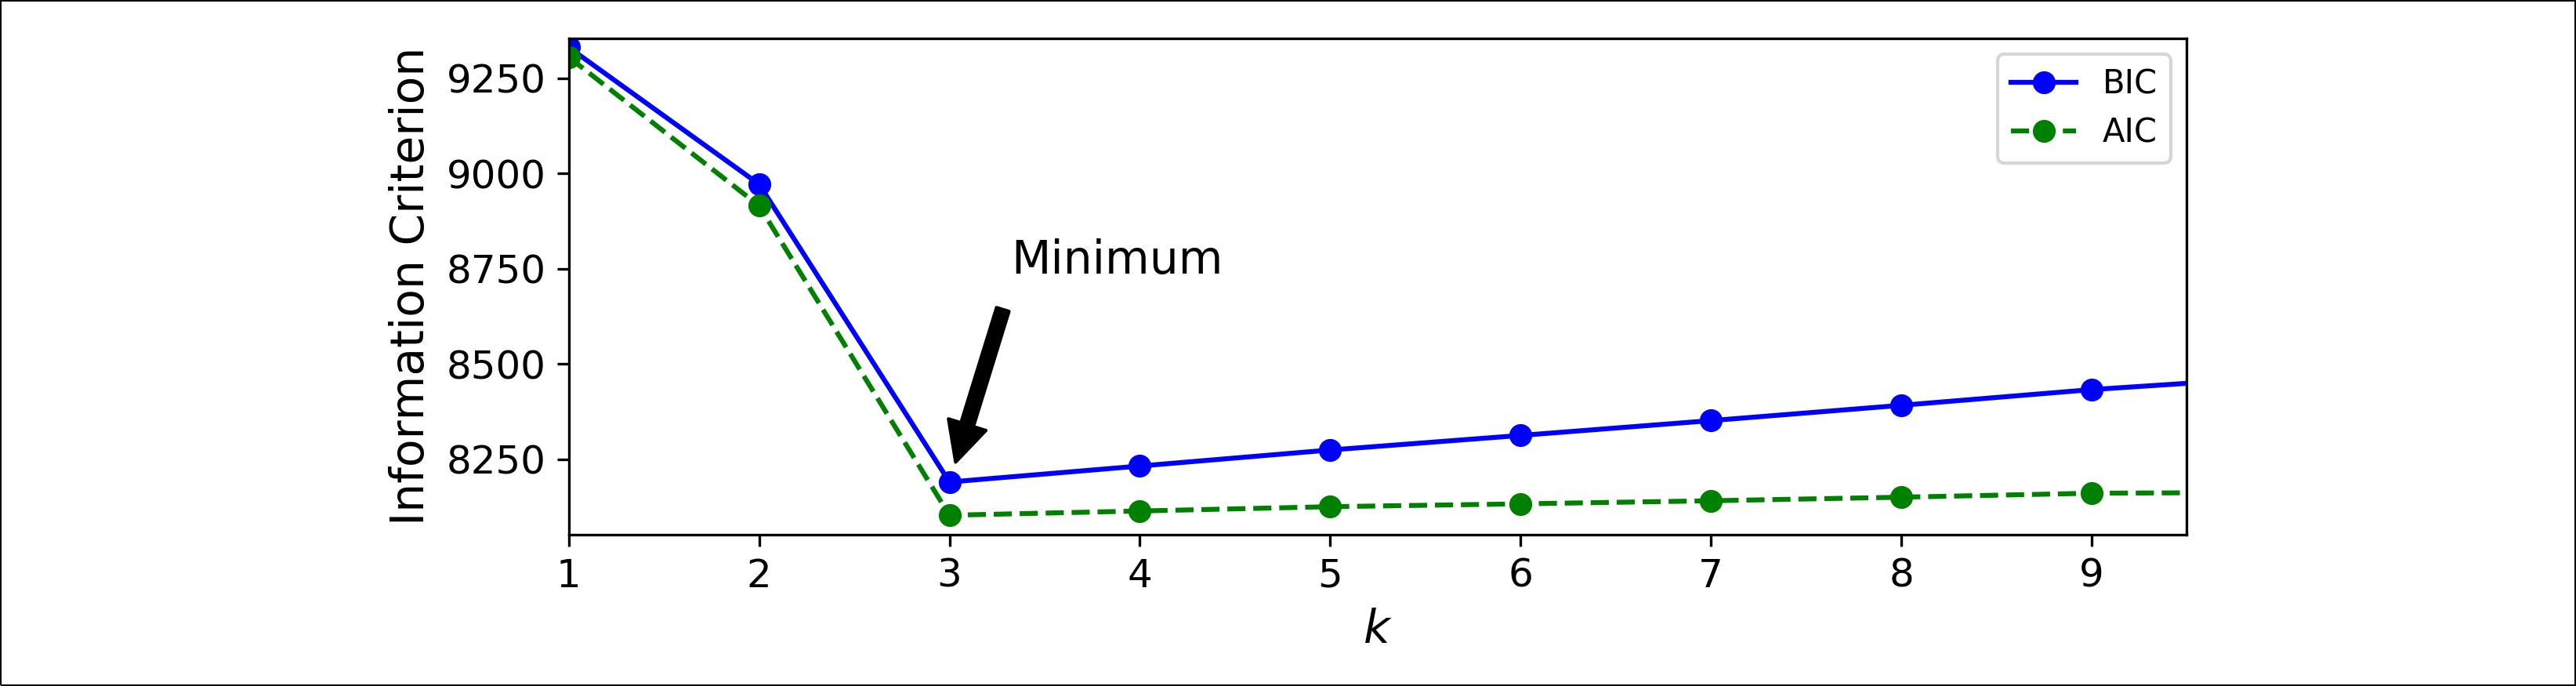 Information Criterion
9250
9000
8750
8500
8250
BIC
AIC
Minimum
1 2 3 4 5 6 7 8 9
k